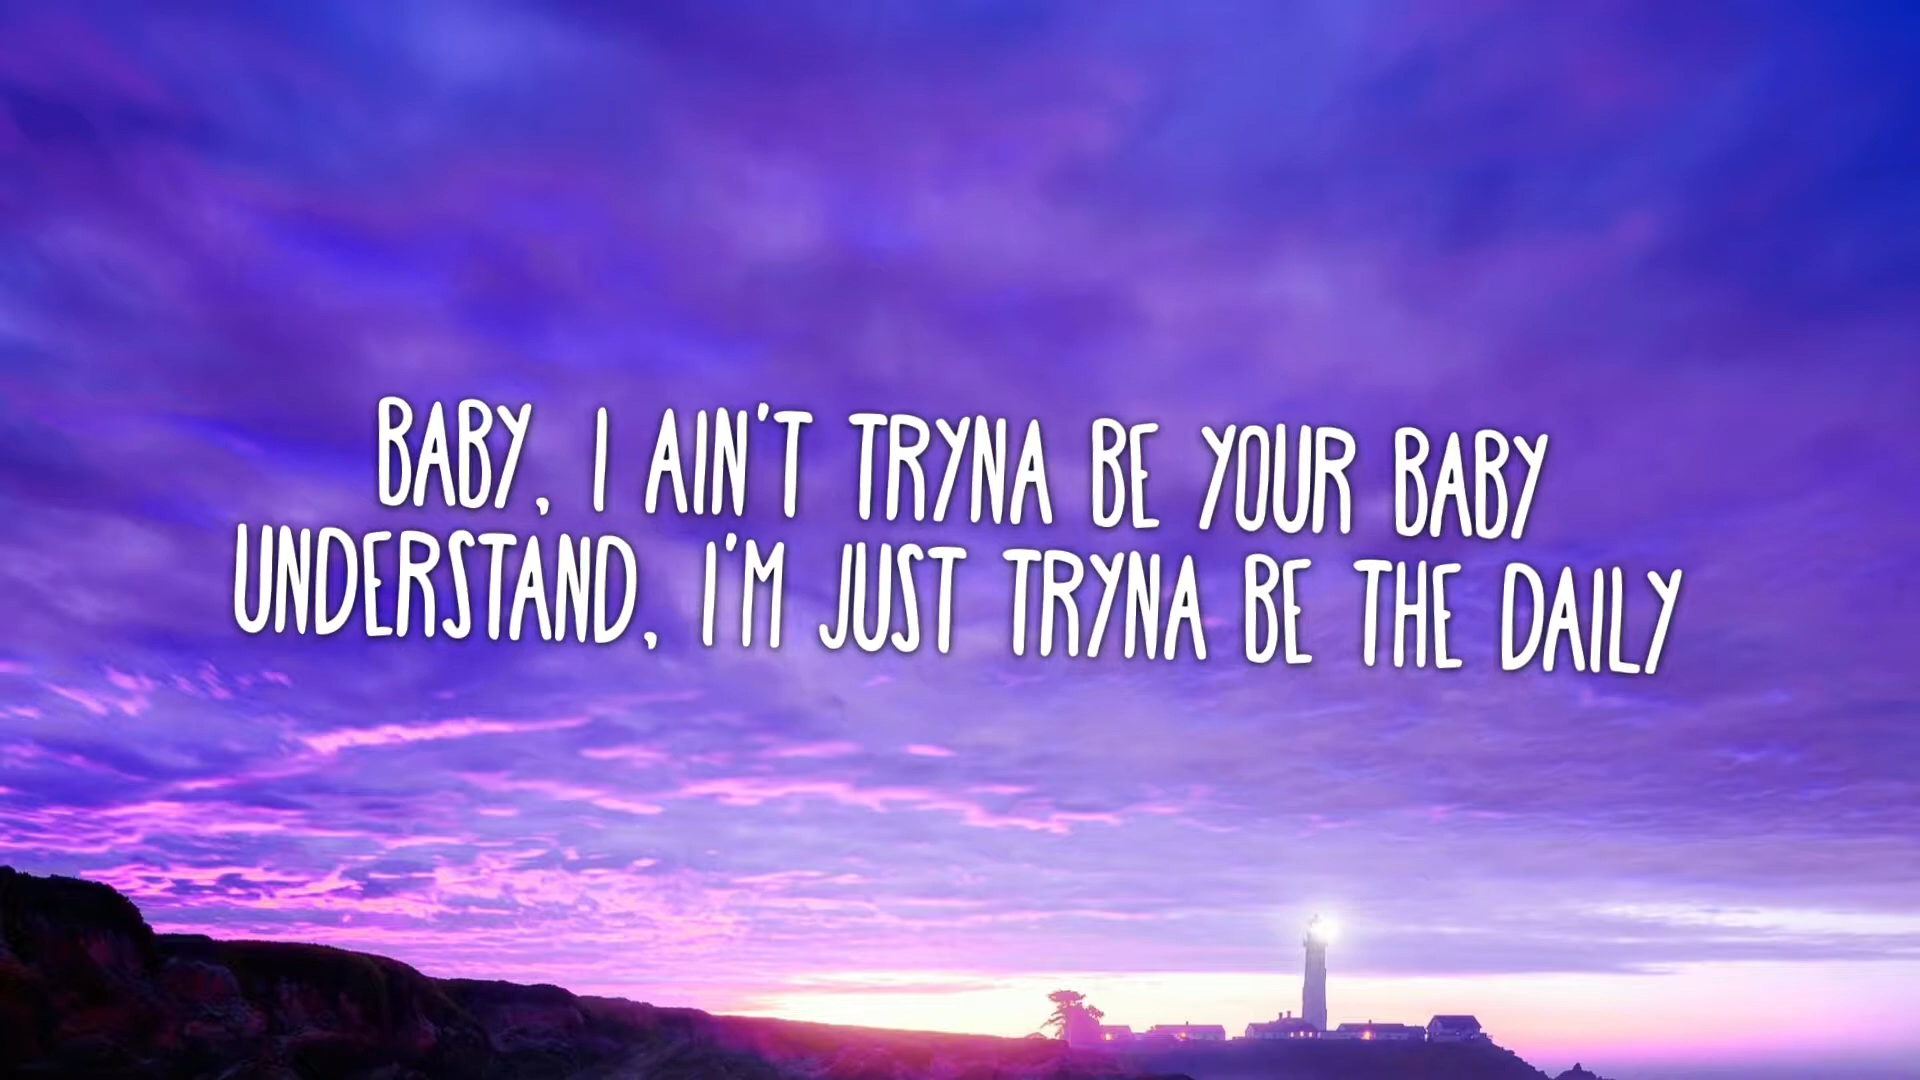 BABY, I AIN'T TRYNA BE YOUR BABY
UNDERSTAND, I'M JUST TRYNA BE THE DAILY